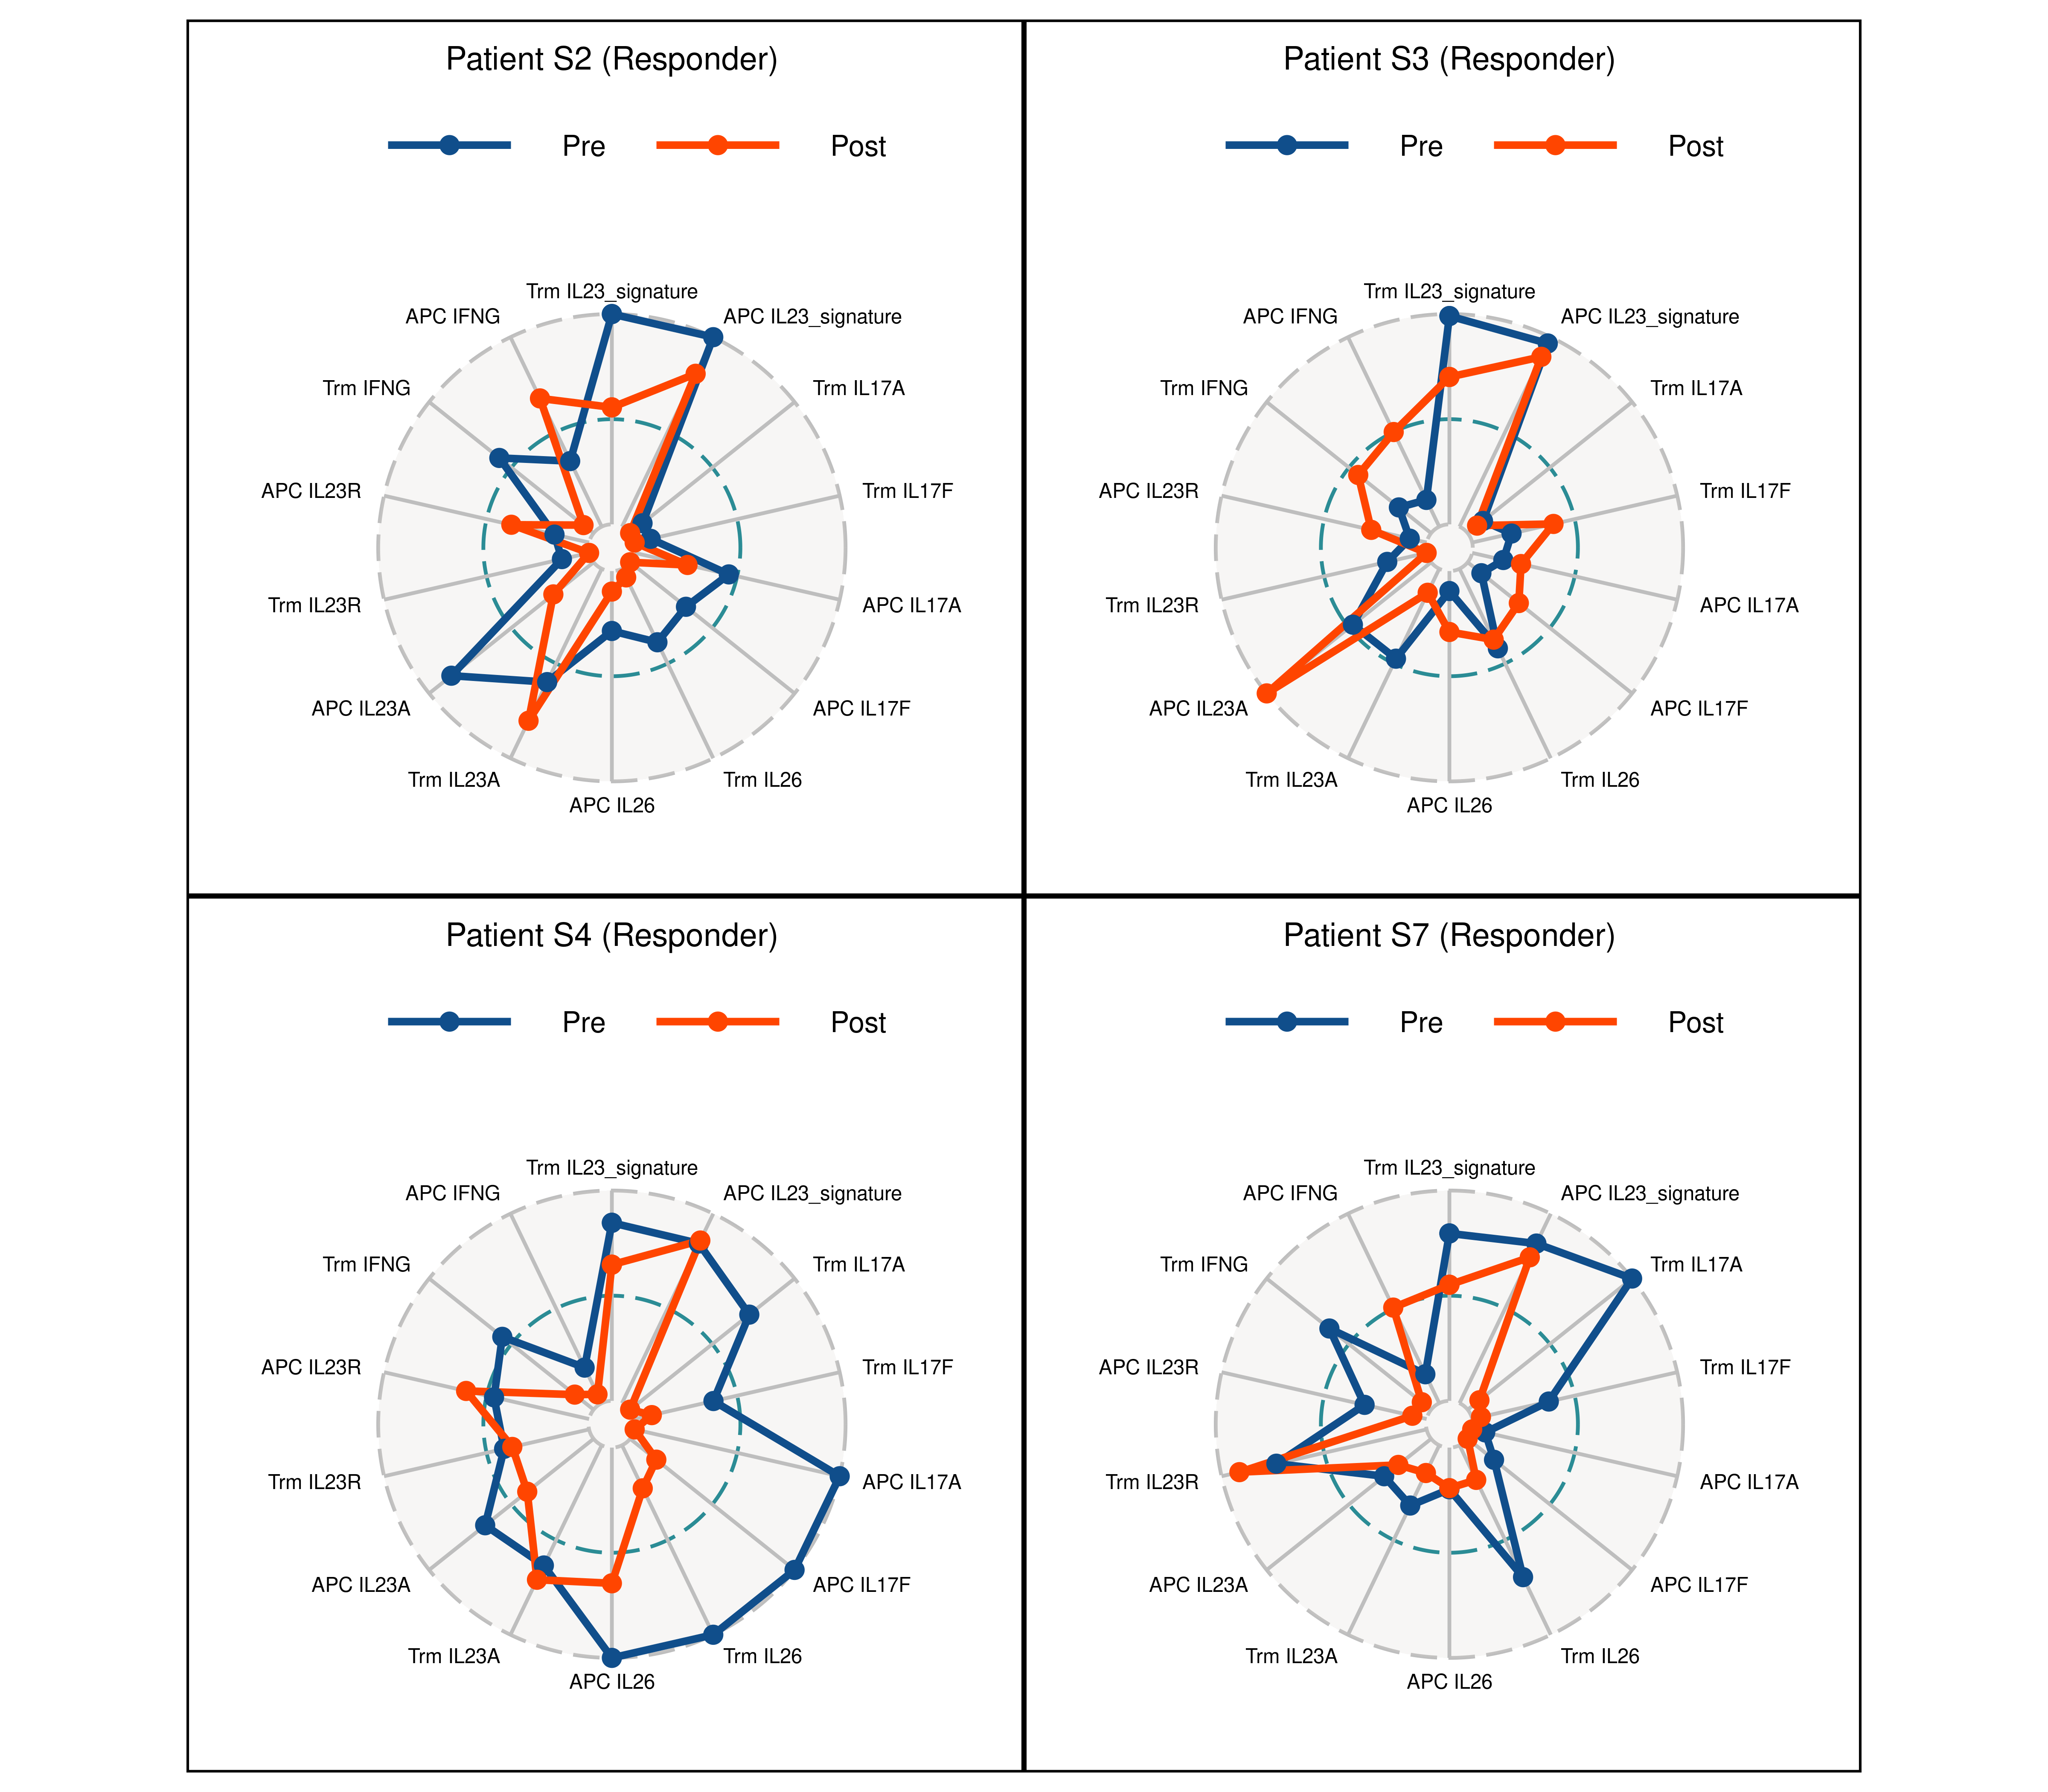 Patient S2 (Responder)
Pre
Post
Trm IL23_signature
APC IL23_signature
Trm IL17A
Trm IL17F
APC IL17A
APC IL17F
Trm IL26
APC IL26
Trm IL23A
APC IL23A
Trm IL23R
APC IL23R
Trm IFNG
APC IFNG
Patient S3 (Responder)
Pre
Post
Trm IL23_signature
APC IL23_signature
Trm IL17A
Trm IL17F
APC IL17A
APC IL17F
Trm IL26
APC IL26
Trm IL23A
APC IL23A
Trm IL23R
APC IL23R
Trm IFNG
APC IFNG
Patient S4 (Responder)
Pre
Post
Trm IL23_signature
APC IL23_signature
Trm IL17A
Trm IL17F
APC IL17A
APC IL17F
Trm IL26
APC IL26
Trm IL23A
APC IL23A
Trm IL23R
APC IL23R
Trm IFNG
APC IFNG
Patient S7 (Responder)
Pre
Post
Trm IL23_signature
APC IL23_signature
Trm IL17A
Trm IL17F
APC IL17A
APC IL17F
Trm IL26
APC IL26
Trm IL23A
APC IL23A
Trm IL23R
APC IL23R
Trm IFNG
APC IFNG